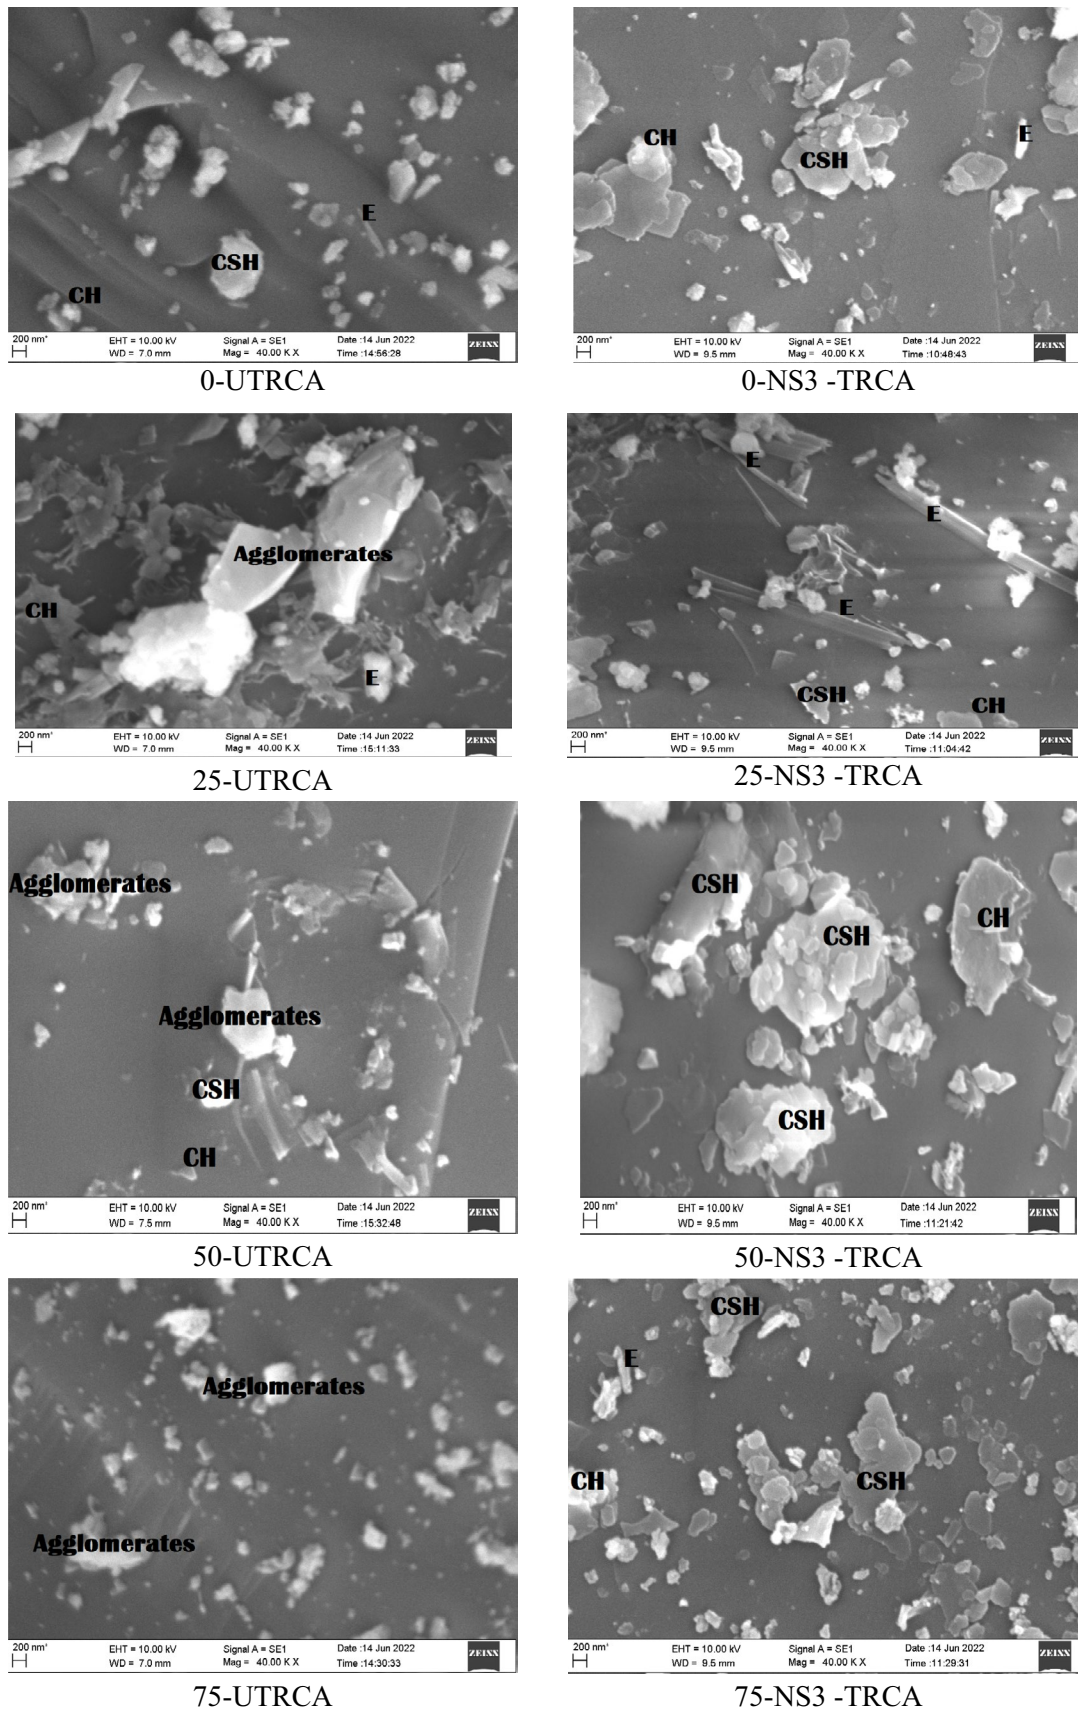 E
CSH
CH
200 nm* EHT = 10.00 kV Signal A = SE1 Date :14 Jun 2022 ZEISS
WD = 7.0 mm Mag = 40.00 K X Time :14:56:28
0-UTRCA
CH
E
CSH
200 nm* EHT = 10.00 kV Signal A = SE1 Date :14 Jun 2022 ZEISS
WD = 9.5 mm Mag = 40.00 K X Time :10:48:43
0-NS3 -TRCA
Agglomerates
CH
E
200 nm* EHT = 10.00 kV Signal A = SE1 Date :14 Jun 2022 ZEISS
WD = 7.0 mm Mag = 40.00 K X Time :15:11:33
25-UTRCA
E
E
E
CSH
CH
200 nm* EHT = 10.00 kV Signal A = SE1 Date :14 Jun 2022 ZEISS
WD = 9.5 mm Mag = 40.00 K X Time :11:04:42
25-NS3 -TRCA
Agglomerates
Agglomerates
CSH
CH
200 nm* EHT = 10.00 kV Signal A = SE1 Date :14 Jun 2022 ZEISS
WD = 7.5 mm Mag = 40.00 K X Time :15:32:48
50-UTRCA
CSH
CH
CSH
CSH
200 nm* EHT = 10.00 kV Signal A = SE1 Date :14 Jun 2022 ZEISS
WD = 9.5 mm Mag = 40.00 K X Time :11:21:42
50-NS3 -TRCA
Agglomerates
Agglomerates
200 nm* EHT = 10.00 kV Signal A = SE1 Date :14 Jun 2022 ZEISS
WD = 7.0 mm Mag = 40.00 K X Time :14:30:33
75-UTRCA
CSH
E
CH
CSH
200 nm* EHT = 10.00 kV Signal A = SE1 Date :14 Jun 2022 ZEISS
WD = 9.5 mm Mag = 40.00 K X Time :11:29:31
75-NS3 -TRCA